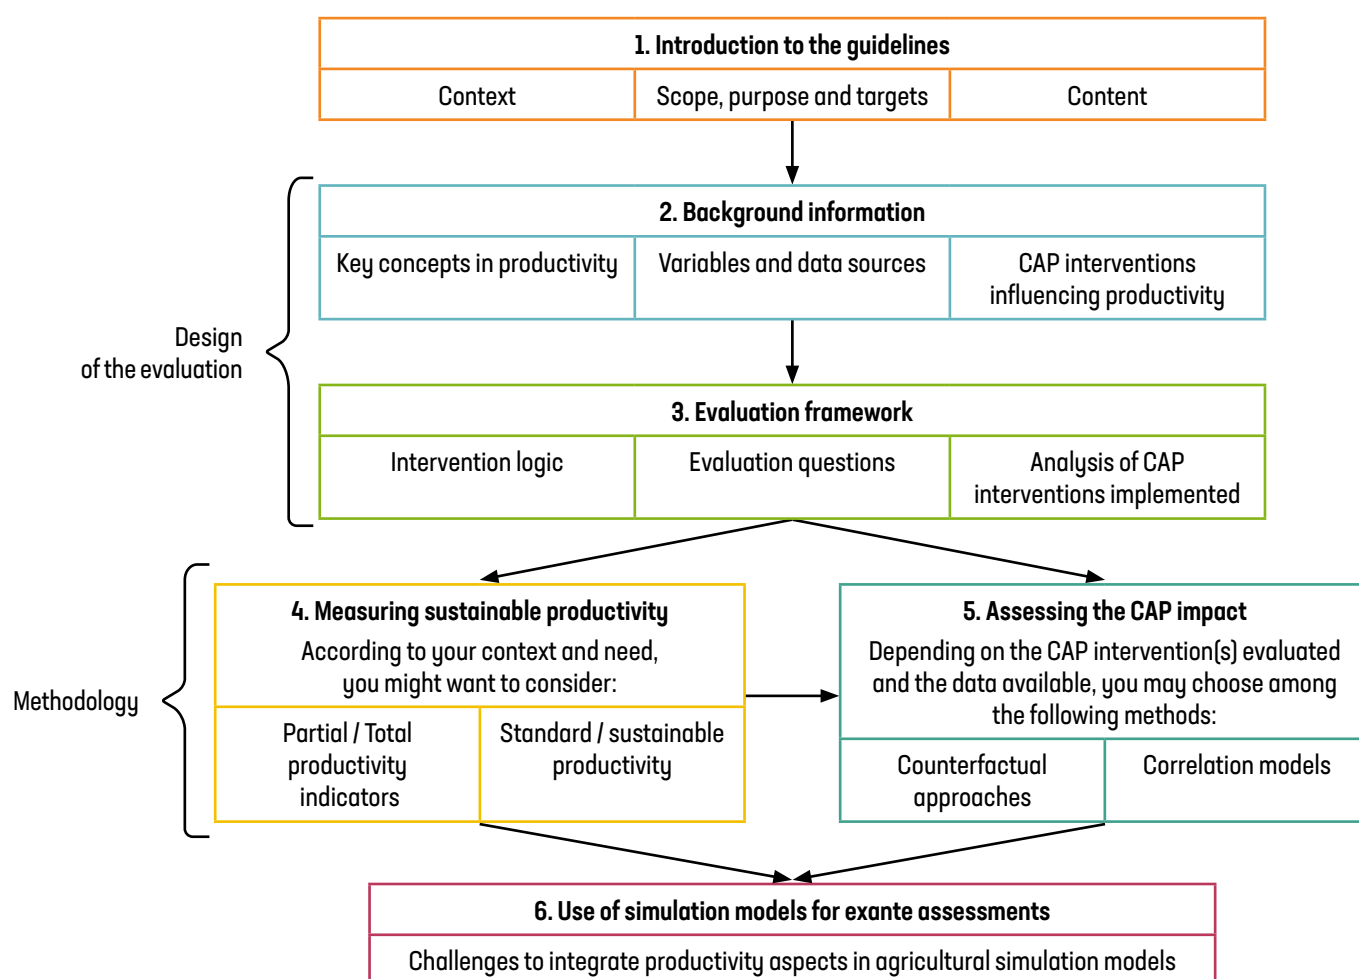 1. Introduction to the guidelines
Context
Scope, purpose and targets
Content
2. Background information
Key concepts in productivity
Variables and data sources
CAP interventions
influencing productivity
Design
of the evaluation
3. Evaluation framework
Intervention logic
Evaluation questions
Analysis of CAP
interventions implemented
Methodology
4. Measuring sustainable productivity
According to your context and need,
you might want to consider:
Partial / Total
productivity
indicators
Standard / sustainable
productivity
5. Assessing the CAP impact
Depending on the CAP intervention(s) evaluated
and the data available, you may choose among
the following methods:
Counterfactual
approaches
Correlation models
6. Use of simulation models for exante assessments
Challenges to integrate productivity aspects in agricultural simulation models